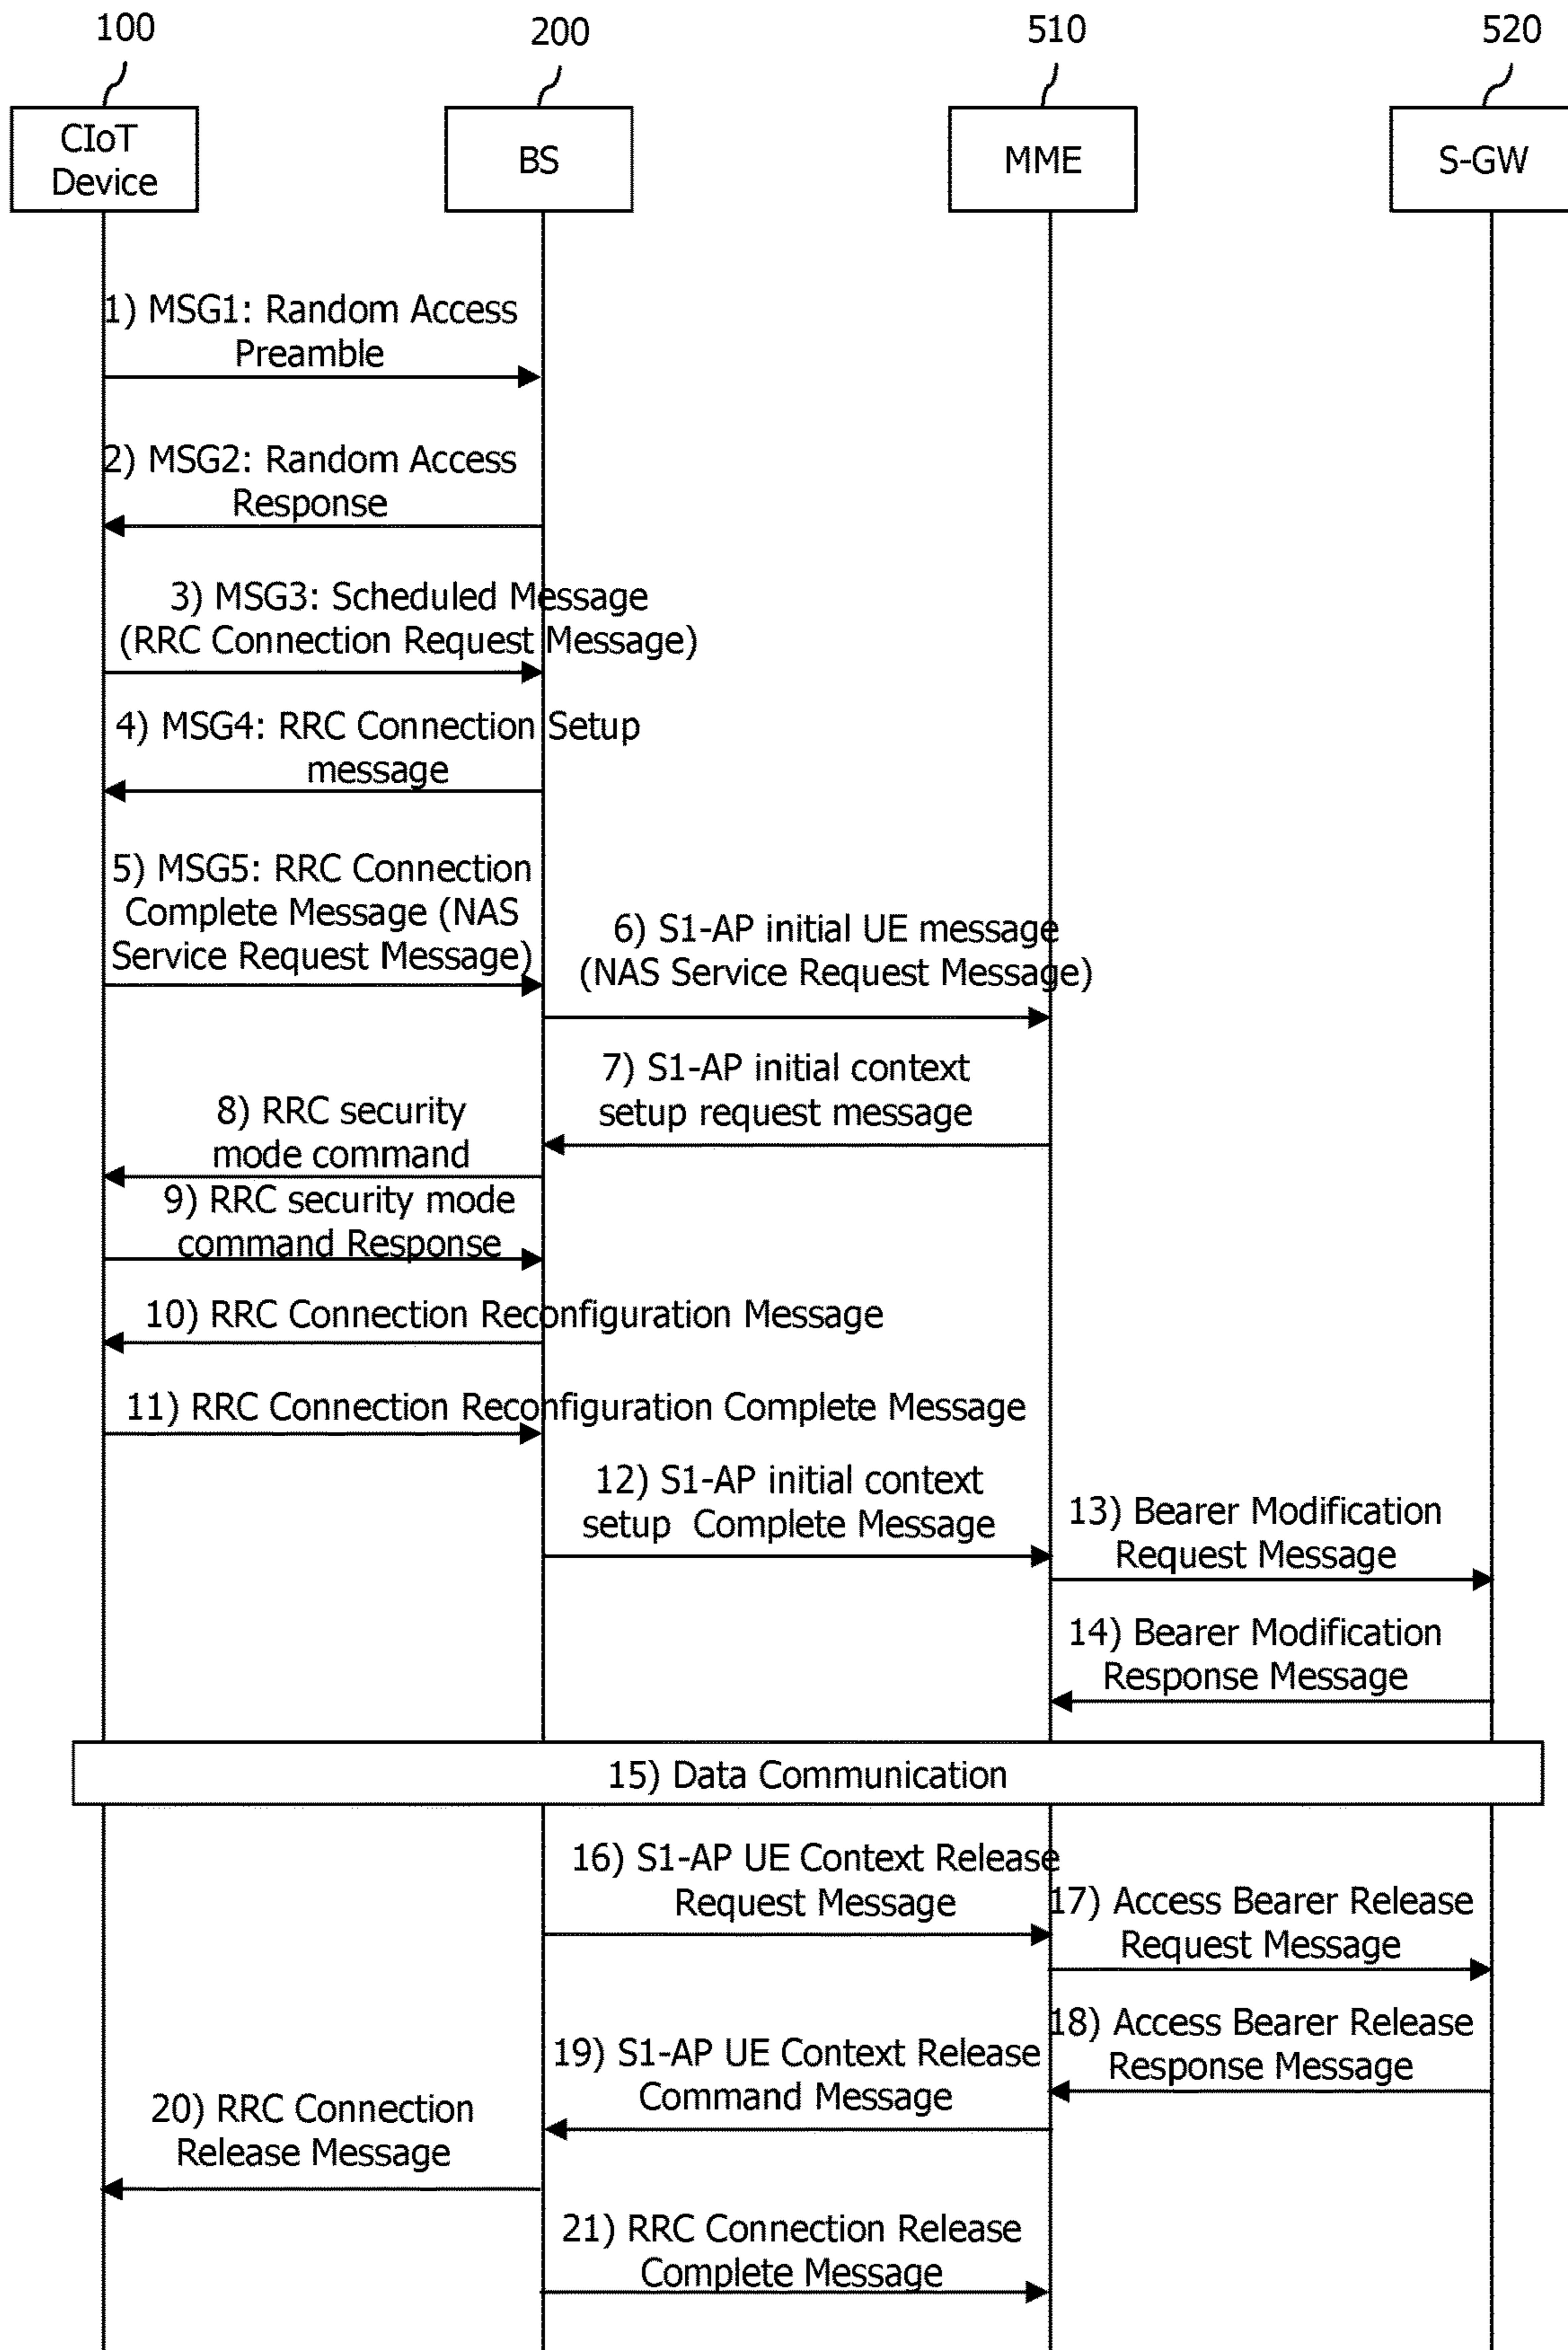 100
200
510
520
CIoT
Device
BS
MME
S-GW
1) MSG1: Random Access
Preamble
2) MSG2: Random Access
Response
3) MSG3: Scheduled Message
(RRC Connection Request Message)
4) MSG4: RRC Connection Setup
message
5) MSG5: RRC Connection
Complete Message (NAS
Service Request Message)
6) S1-AP initial UE message
(NAS Service Request Message)
7) S1-AP initial context
setup request message
8) RRC security
mode command
9) RRC security mode
command Response
10) RRC Connection Reconfiguration Message
11) RRC Connection Reconfiguration Complete Message
12) S1-AP initial context
setup Complete Message
13) Bearer Modification
Request Message
14) Bearer Modification
Response Message
15) Data Communication
16) S1-AP UE Context Release
Request Message
17) Access Bearer Release
Request Message
18) Access Bearer Release
Response Message
19) S1-AP UE Context Release
Command Message
20) RRC Connection
Release Message
21) RRC Connection Release
Complete Message